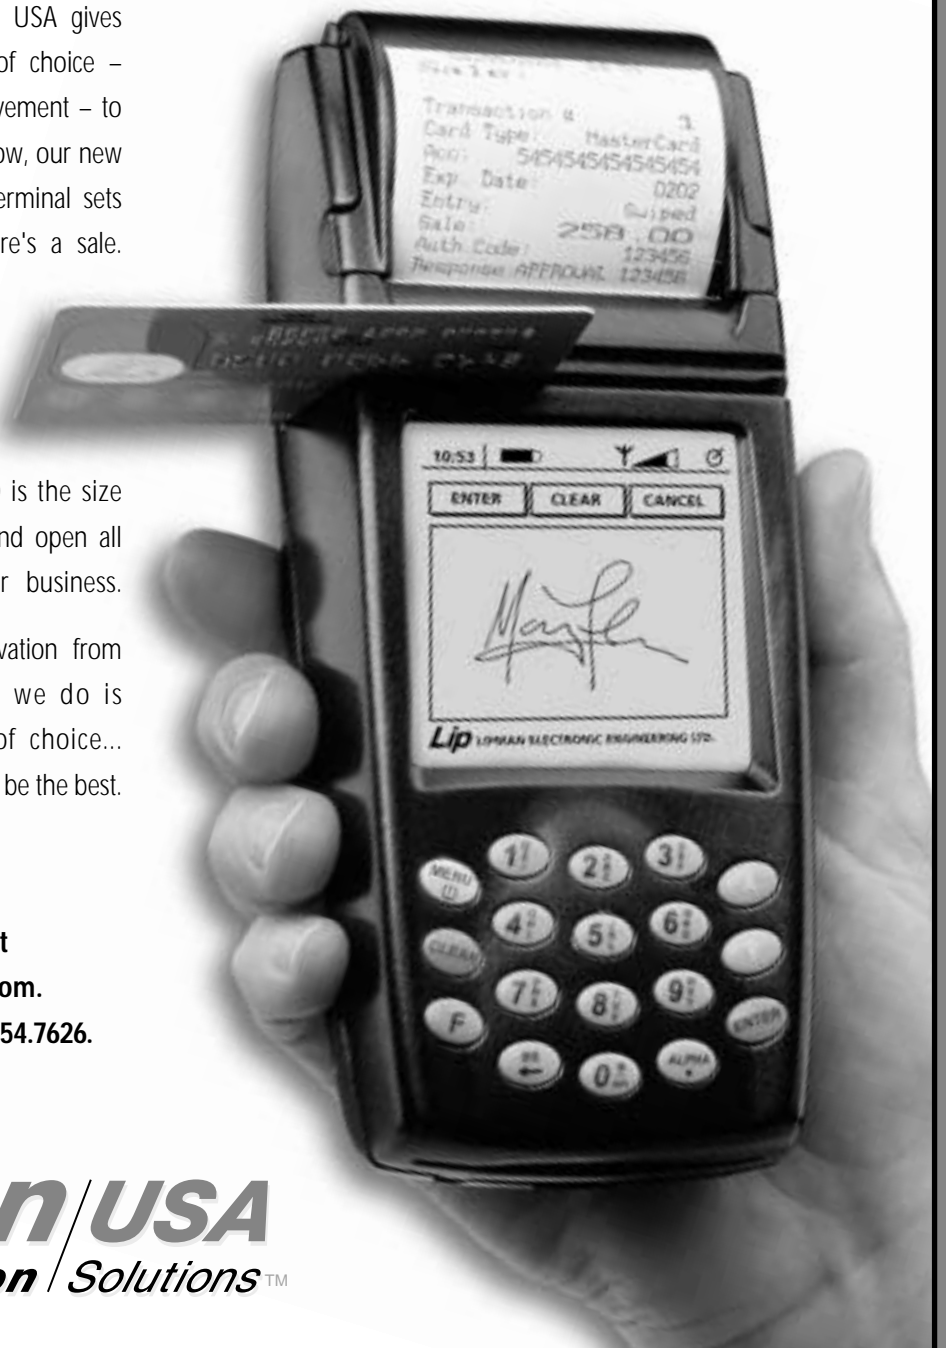 USA gives
of choice –
vement – to
ow, our new
erminal sets
re's a sale.
Transaction #: 1
Card Type: MasterCard
Acc: 5454545454545454
Exp. Date: 0202
Entry: Swiped
Sale: 258.00
Auth Code: 123456
Response APPROVAL 123456
10:53
ENTER CLEAR CANCEL
Lip LIPMAN ELECTRONIC ENGINEERING LTD.
is the size
nd open all
r business.
vation from
we do is
of choice...
be the best.
t
om.
54.7626.
MENU 1 2 3
CLEAR 4 5 6
F 7 8 9 ENTER
0 ALPHA
n/USA
on/Solutions™